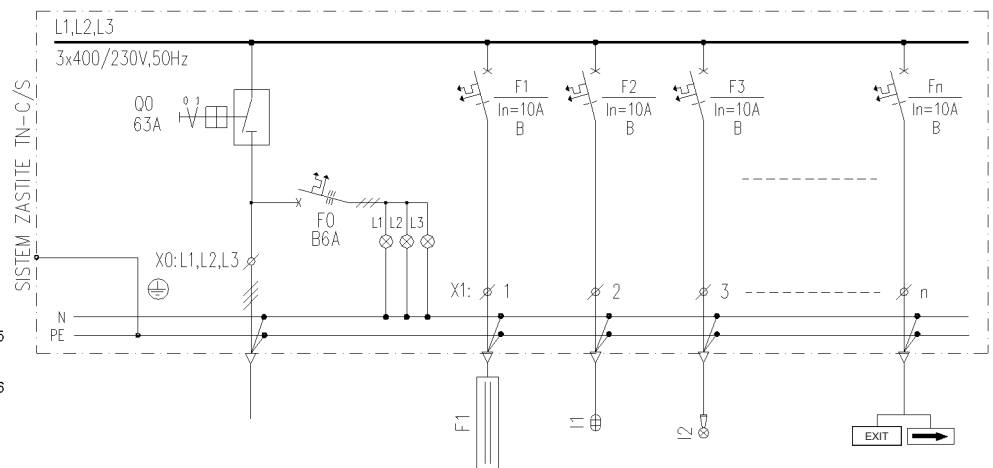 L1,L2,L3
3x400/230V,50Hz
SISTEM ZASTITE TN-C/S
Q0
63A
0 1
F1
In=10A
B
F2
In=10A
B
F3
In=10A
B
Fn
In=10A
B
F0
B6A
L1 L2 L3
X0:L1,L2,L3
X1: 1 2 3 n
N
PE
5
6
F1
I1
I2
EXIT